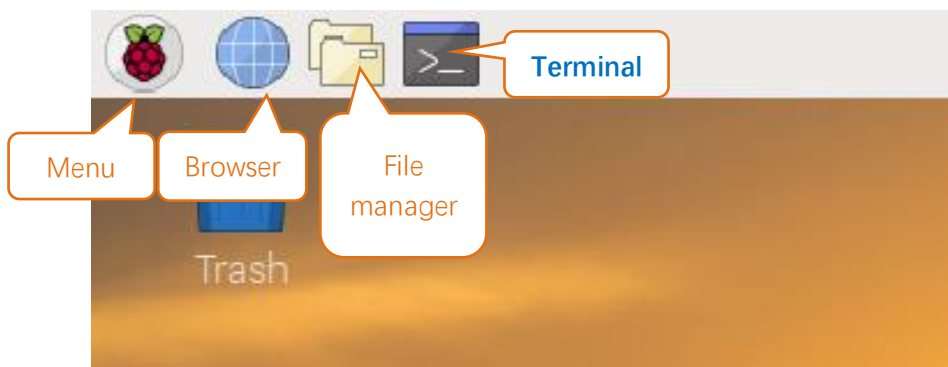 >_
Terminal
Menu
Browser
File
manager
Trash